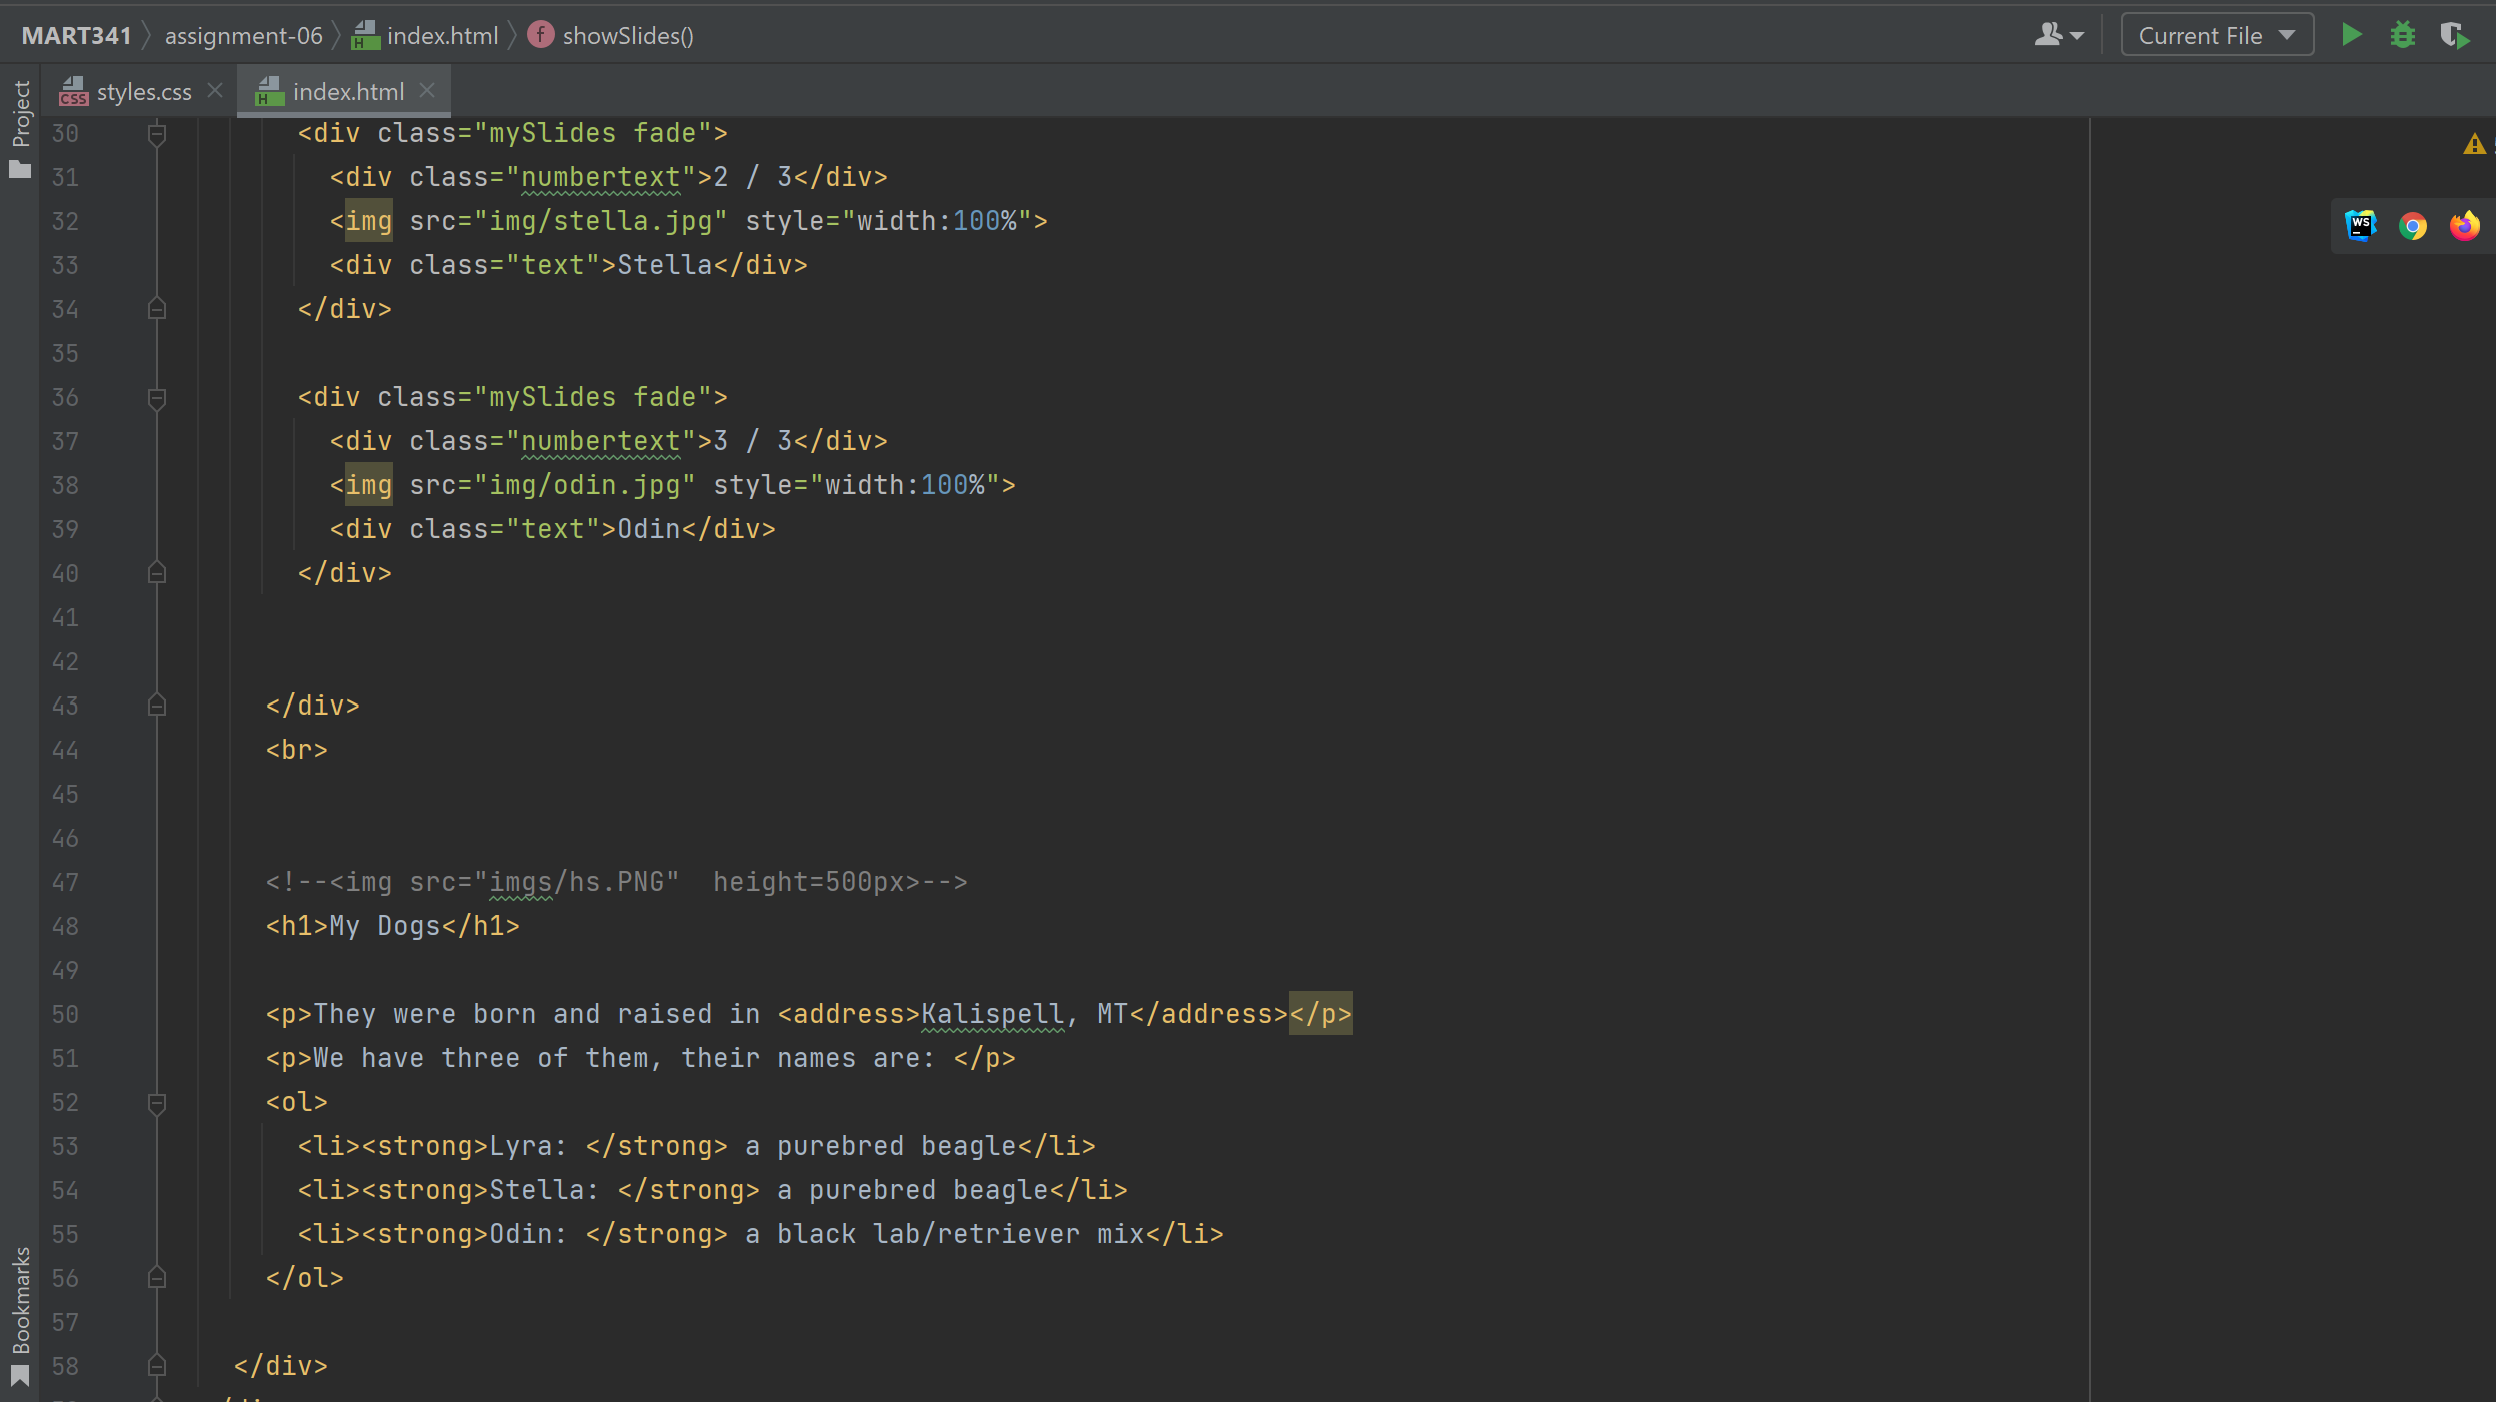 MART341 assignment-06 index.html f showSlides() Current File
styles.css index.html
Project
30 <div class="mySlides fade">
31 <div class="numbertext">2 / 3</div>
32 <img src="img/stella.jpg" style="width:100%">
33 <div class="text">Stella</div>
34 </div>
35
36 <div class="mySlides fade">
37 <div class="numbertext">3 / 3</div>
38 <img src="img/odin.jpg" style="width:100%">
39 <div class="text">Odin</div>
40 </div>
41
42
43 </div>
44 <br>
45
46
47 <!--<img src="imgs/hs.PNG"  height=500px>-->
48 <h1>My Dogs</h1>
49
50 <p>They were born and raised in <address>Kalispell, MT</address></p>
51 <p>We have three of them, their names are: </p>
52 <ol>
53 <li><strong>Lyra: </strong> a purebred beagle</li>
54 <li><strong>Stella: </strong> a purebred beagle</li>
55 <li><strong>Odin: </strong> a black lab/retriever mix</li>
56 </ol>
57
58 </div>
Bookmarks